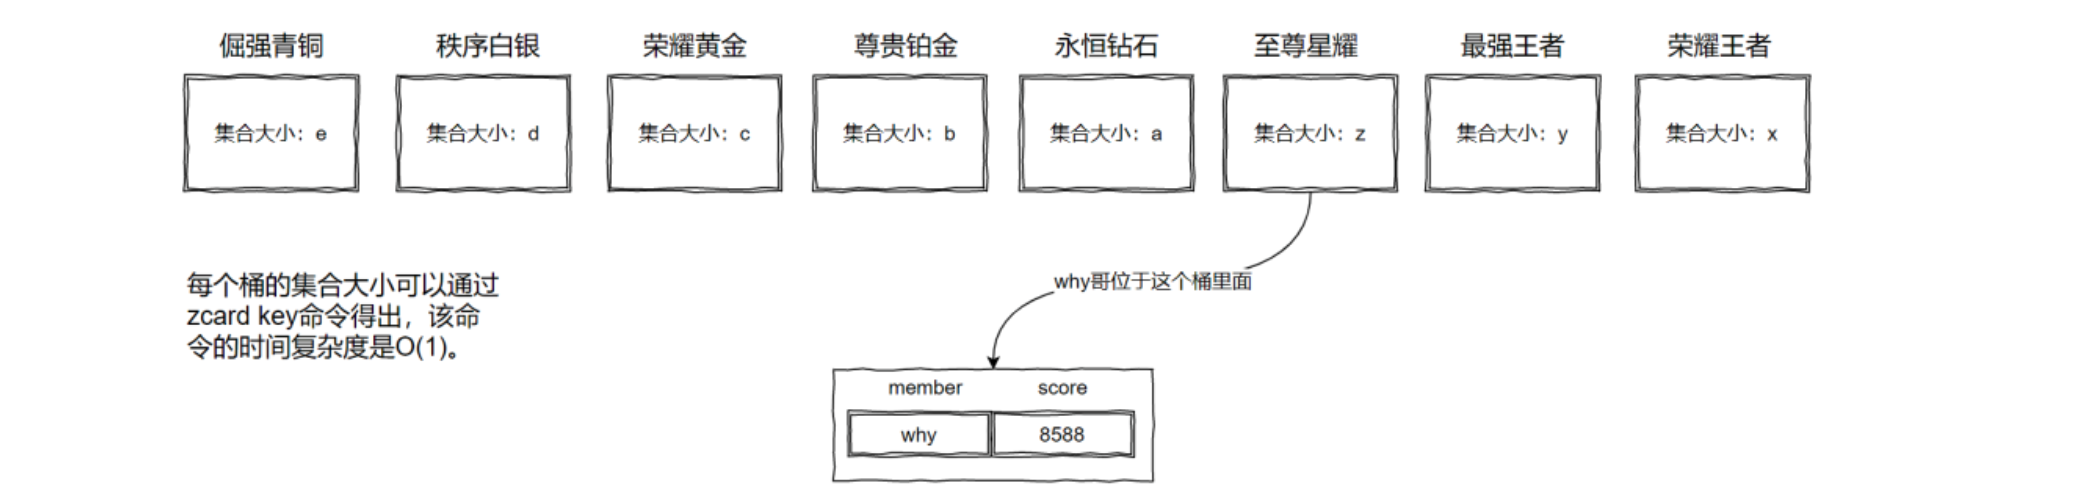 倔强青铜
秩序白银
荣耀黄金
尊贵铂金
永恒钻石
至尊星耀
最强王者
荣耀王者
集合大小：e
集合大小：d
集合大小：c
集合大小：b
集合大小：a
集合大小：z
集合大小：y
集合大小：x
每个桶的集合大小可以通过
zcard key命令得出，该命
令的时间复杂度是O(1)。
why哥位于这个桶里面
member
score
why
8588